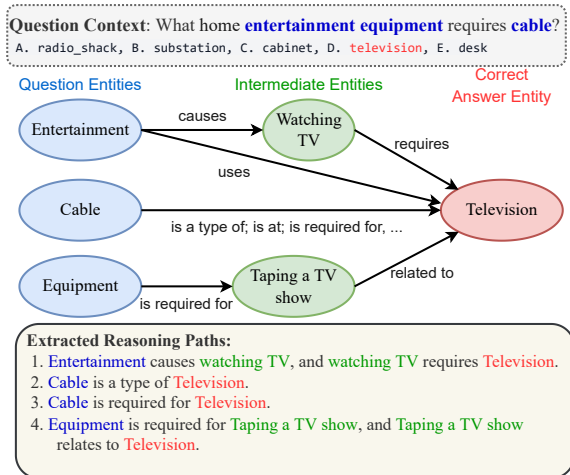 Question Context: What home entertainment equipment requires cable?
A. radio_shack, B. substation, C. cabinet, D. television, E. desk
Question Entities
Intermediate Entities
Correct
Answer Entity
Entertainment
causes
Watching
TV
requires
uses
Cable
is a type of; is at; is required for, ...
Television
Equipment
is required for
Taping a TV
show
related to
Extracted Reasoning Paths:
1. Entertainment causes watching TV, and watching TV requires Television.
2. Cable is a type of Television.
3. Cable is required for Television.
4. Equipment is required for Taping a TV show, and Taping a TV show
relates to Television.